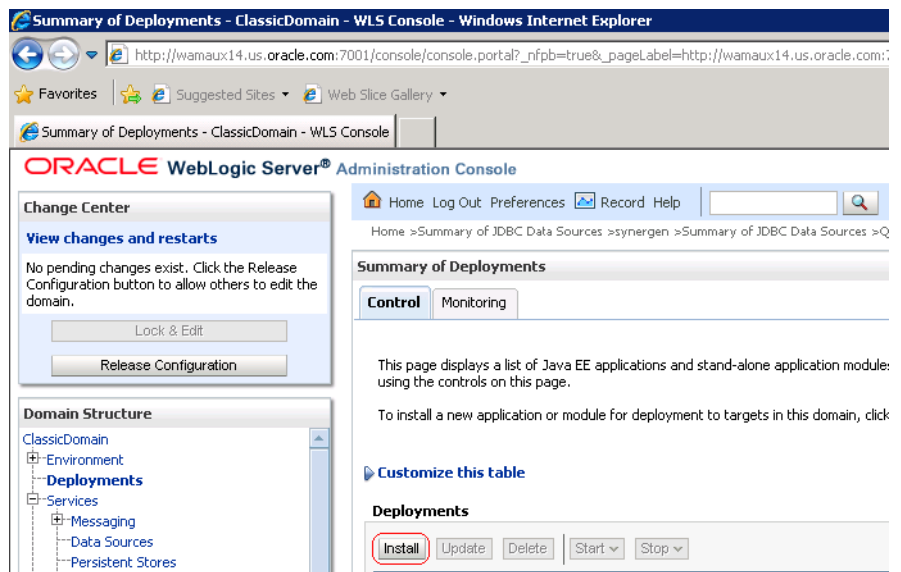 Summary of Deployments - ClassicDomain - WLS Console - Windows Internet Explorer
http://wamaux14.us.oracle.com:7001/console/console.portal?_nfpb=true&_pageLabel=http://wamaux14.us.oracle.com:
Favorites Suggested Sites Web Slice Gallery
Summary of Deployments - ClassicDomain - WLS Console
ORACLE WebLogic Server® Administration Console
Change Center
View changes and restarts
No pending changes exist. Click the Release
Configuration button to allow others to edit the
domain.
Lock & Edit
Release Configuration
Domain Structure
ClassicDomain
Environment
Deployments
Services
Messaging
Data Sources
Persistent Stores
Home Log Out Preferences Record Help
Home >Summary of JDBC Data Sources >synergen >Summary of JDBC Data Sources >Q
Summary of Deployments
Control Monitoring
This page displays a list of Java EE applications and stand-alone application modules
using the controls on this page.
To install a new application or module for deployment to targets in this domain, click
Customize this table
Deployments
Install Update Delete Start Stop